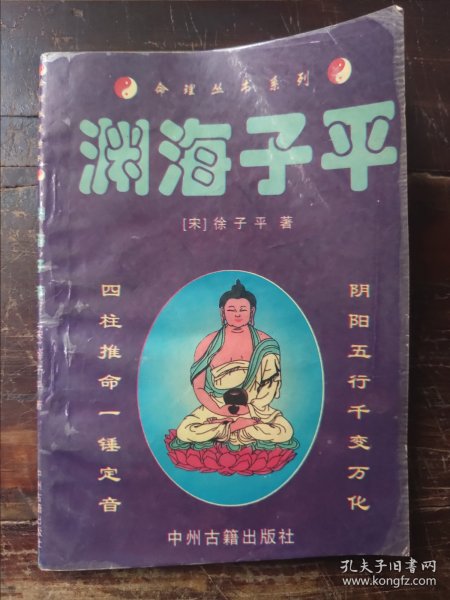 命理丛书系列
渊海子平
[宋]徐子平 著
四柱推命一锤定音
阴阳五行千变万化
中州古籍出版社
孔夫子旧书网
www.kongfz.com